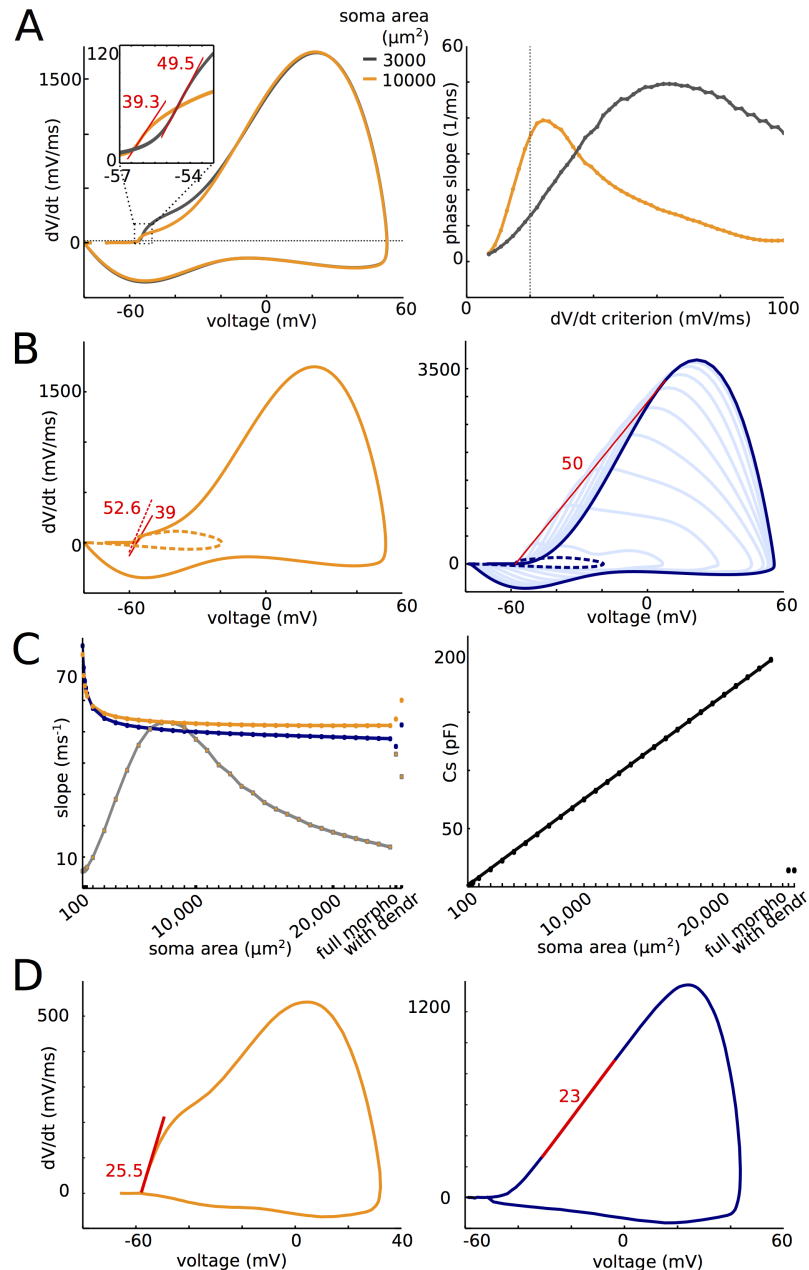 A
soma area
(µm²)
3000
10000
120
49.5
39.3
0
-57
-54
1500
0
dV/dt (mV/ms)
-60
0
60
voltage (mV)
60
0
phase slope (1/ms)
0
100
dV/dt criterion (mV/ms)
B
1500
0
dV/dt (mV/ms)
52.6
39
-60
0
60
voltage (mV)
3500
0
50
-60
0
60
voltage (mV)
C
70
10
slope (ms⁻¹)
100
10,000
20,000
full morpho
with dendr
soma area (µm²)
200
50
Cs (pF)
100
10,000
20,000
full morpho
with dendr
soma area (µm²)
D
500
0
dV/dt (mV/ms)
25.5
-60
0
40
voltage (mV)
1200
0
23
-60
0
60
voltage (mV)